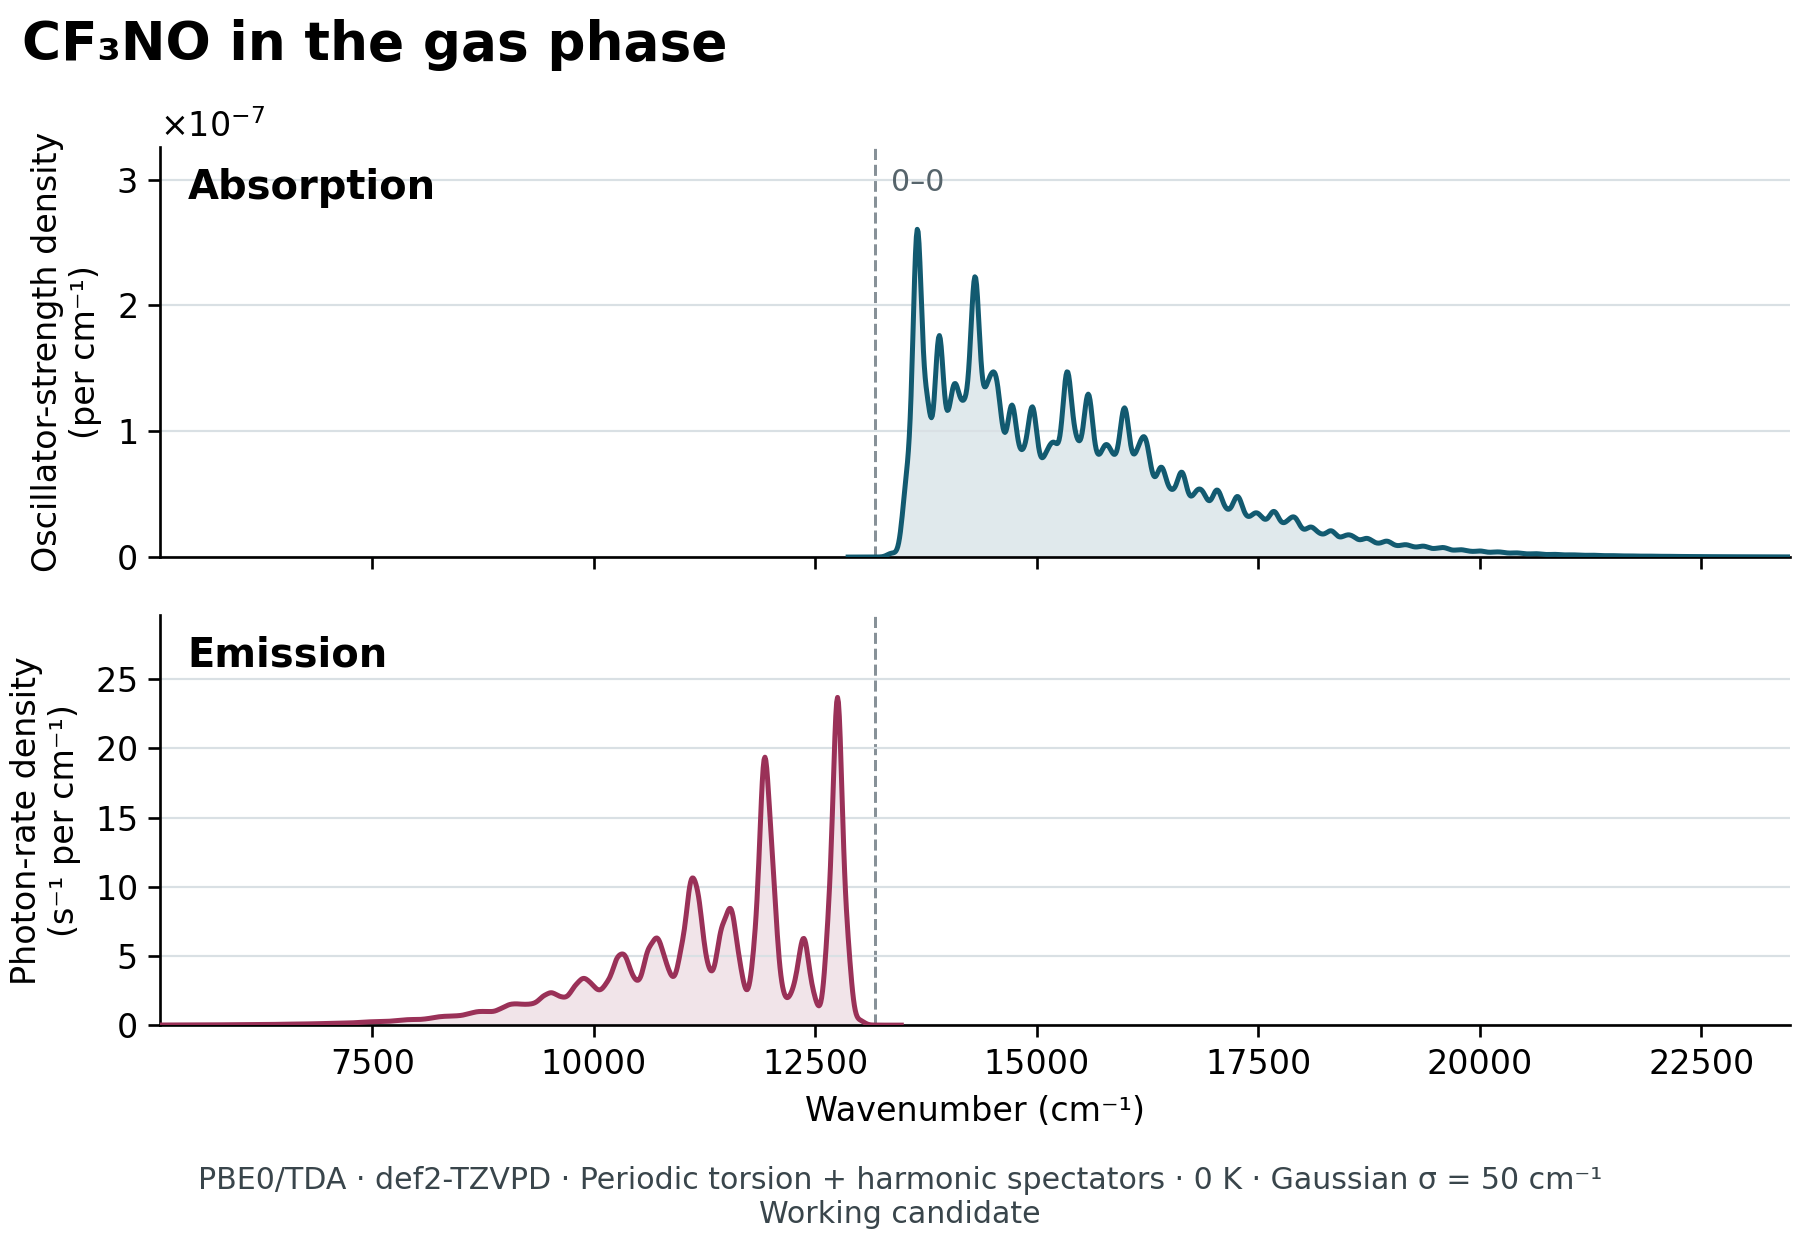 CF₃NO in the gas phase
×10⁻⁷
Oscillator-strength density
(per cm⁻¹)
3
2
1
0
Absorption
0–0
Photon-rate density
(s⁻¹ per cm⁻¹)
25
20
15
10
5
0
Emission
7500 10000 12500 15000 17500 20000 22500
Wavenumber (cm⁻¹)
PBE0/TDA · def2-TZVPD · Periodic torsion + harmonic spectators · 0 K · Gaussian σ = 50 cm⁻¹
Working candidate